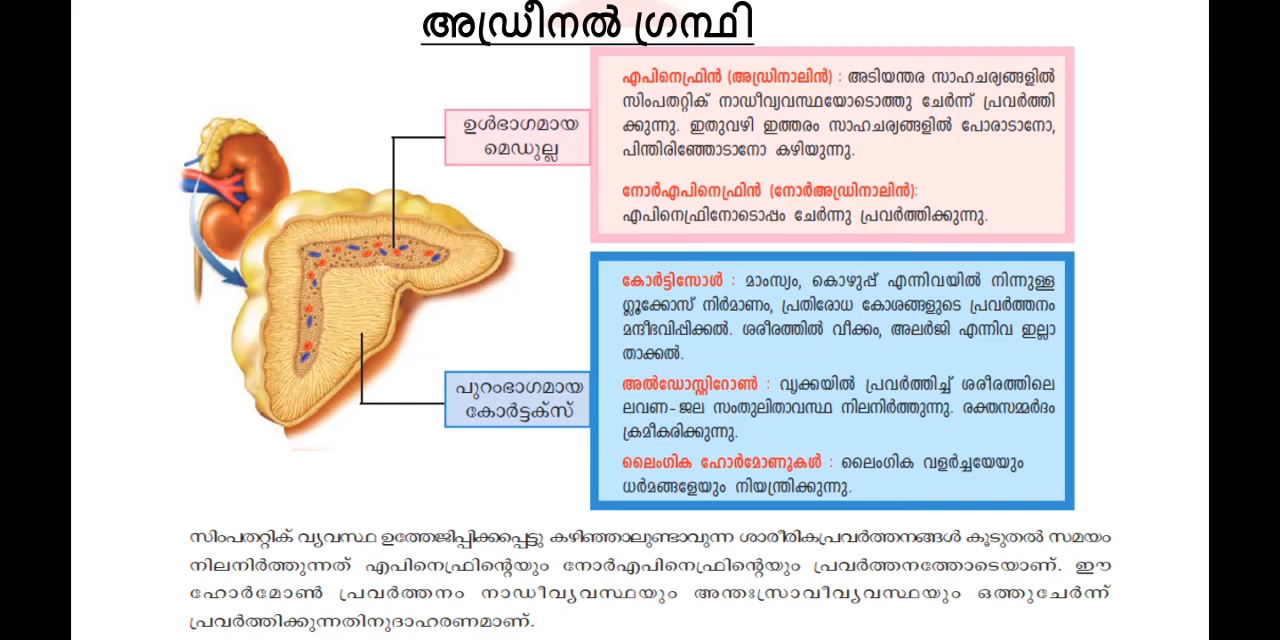 അഡ്രീനൽ ഗ്രന്ഥി
ഉൾഭാഗമായ
മെഡുല്ല
എപിനെഫ്രിൻ (അഡ്രിനാലിൻ) : അടിയന്തര സാഹചര്യങ്ങളിൽ
സിംപതറ്റിക് നാഡീവ്യവസ്ഥയോടൊത്തു ചേർന്ന് പ്രവർത്തി
ക്കുന്നു. ഇതുവഴി ഇത്തരം സാഹചര്യങ്ങളിൽ പോരാടാനോ,
പിന്തിരിഞ്ഞോടാനോ കഴിയുന്നു.
നോർഎപിനെഫ്രിൻ (നോർഅഡ്രിനാലിൻ):
എപിനെഫ്രിനോടൊപ്പം ചേർന്നു പ്രവർത്തിക്കുന്നു.
പുറംഭാഗമായ
കോർട്ടക്സ്
കോർട്ടിസോൾ : മാംസ്യം, കൊഴുപ്പ് എന്നിവയിൽ നിന്നുള്ള
ഗ്ലൂക്കോസ് നിർമാണം, പ്രതിരോധ കോശങ്ങളുടെ പ്രവർത്തനം
മന്ദീഭവിപ്പിക്കൽ. ശരീരത്തിൽ വീക്കം, അലർജി എന്നിവ ഇല്ലാ
താക്കൽ.
അൽഡോസ്റ്റിറോൺ : വൃക്കയിൽ പ്രവർത്തിച്ച് ശരീരത്തിലെ
ലവണ-ജല സംതുലിതാവസ്ഥ നിലനിർത്തുന്നു. രക്തസമ്മർദം
ക്രമീകരിക്കുന്നു.
ലൈംഗിക ഹോർമോണുകൾ : ലൈംഗിക വളർച്ചയേയും
ധർമങ്ങളേയും നിയന്ത്രിക്കുന്നു.
സിംപതറ്റിക് വ്യവസ്ഥ ഉത്തേജിപ്പിക്കപ്പെട്ടു കഴിഞ്ഞാലുണ്ടാവുന്ന ശാരീരികപ്രവർത്തനങ്ങൾ കൂടുതൽ സമയം
നിലനിർത്തുന്നത് എപിനെഫ്രിന്റെയും നോർഎപിനെഫ്രിന്റെയും പ്രവർത്തനത്തോടെയാണ്. ഈ
ഹോർമോൺ പ്രവർത്തനം നാഡീവ്യവസ്ഥയും അന്തഃസ്രാവീവ്യവസ്ഥയും ഒത്തുചേർന്ന്
പ്രവർത്തിക്കുന്നതിനുദാഹരണമാണ്.